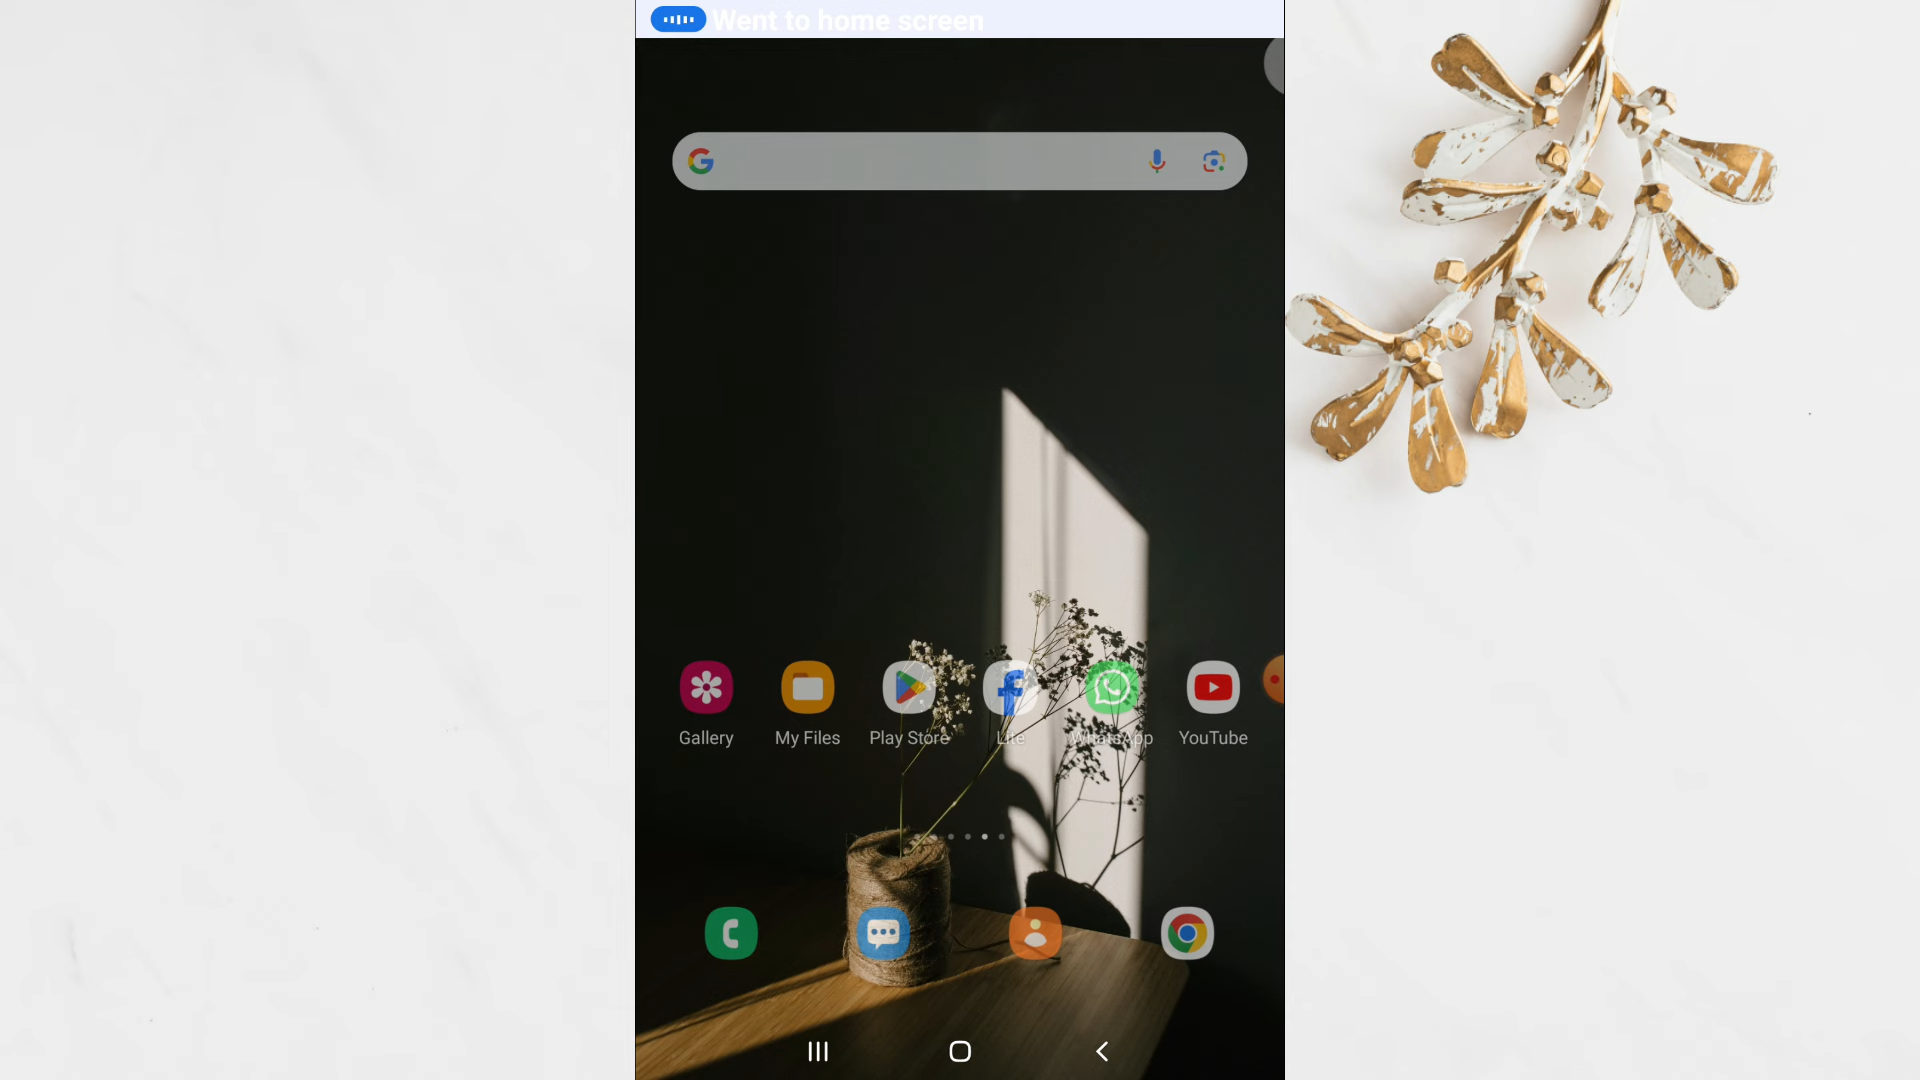 Went to home screen
Gallery
My Files
Play Store
Lite
WhatsApp
YouTube